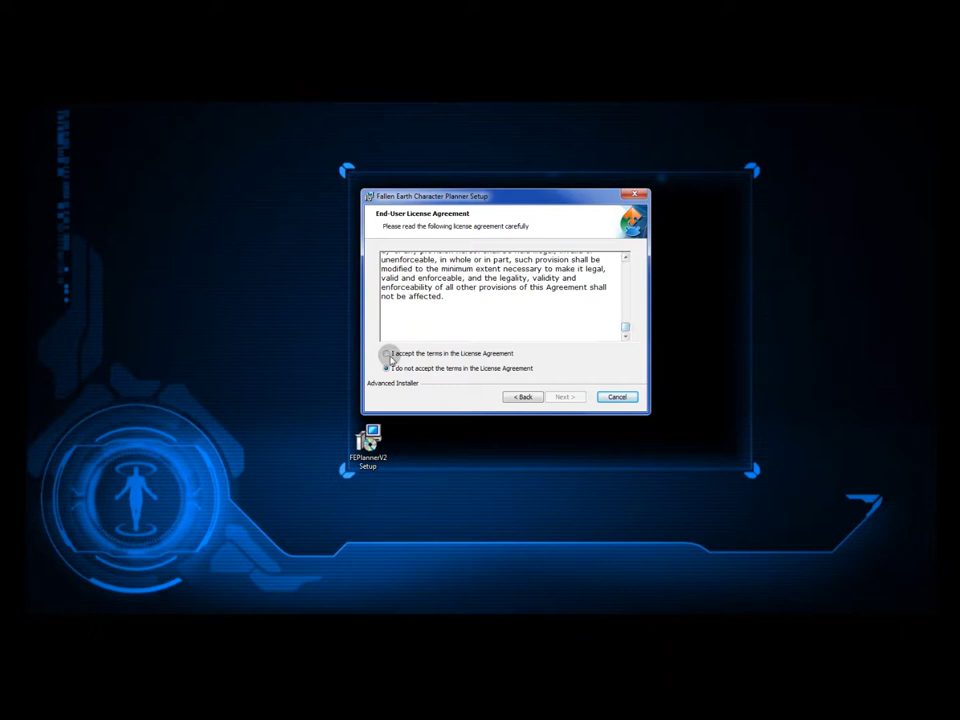 Fallen Earth Character Planner Setup
End-User License Agreement
Please read the following license agreement carefully
unenforceable, in whole or in part, such provision shall be
modified to the minimum extent necessary to make it legal,
valid and enforceable, and the legality, validity and
enforceability of all other provisions of this Agreement shall
not be affected.
I accept the terms in the License Agreement
I do not accept the terms in the License Agreement
Advanced Installer
< Back
Next >
Cancel
FEPlannerV2
Setup